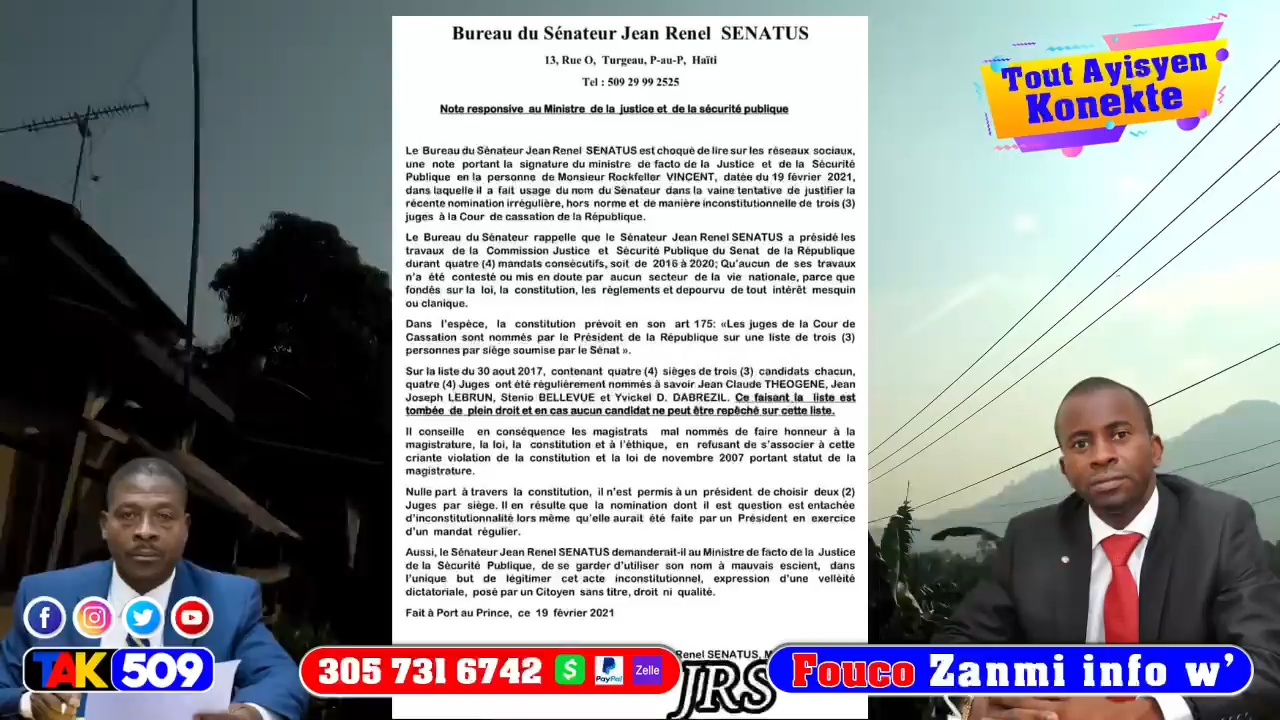 Bureau du Sénateur Jean Renel SENATUS
13, Rue O, Turgeau, P-au-P, Haïti
Tel : 509 29 99 2525
Note responsive au Ministre de la justice et de la sécurité publique
Le Bureau du Sénateur Jean Renel SENATUS est choqué de lire sur les réseaux sociaux,
une note portant la signature du ministre de facto de la Justice et de la Sécurité
Publique en la personne de Monsieur Rockfeller VINCENT, datée du 19 février 2021,
dans laquelle il a fait usage du nom du Sénateur dans la vaine tentative de justifier la
récente nomination irrégulière, hors norme et de manière inconstitutionnelle de trois (3)
juges à la Cour de cassation de la République.
Le Bureau du Sénateur rappelle que le Sénateur Jean Renel SENATUS a présidé les
travaux de la Commission Justice et Sécurité Publique du Senat de la République
durant quatre (4) mandats consécutifs, soit de 2016 à 2020; Qu'aucun de ses travaux
n'a été contesté ou mis en doute par aucun secteur de la vie nationale, parce que
fondés sur la loi, la constitution, les règlements et depourvu de tout intérêt mesquin
ou clanique.
Dans l'espèce, la constitution prévoit en son art 175: «Les juges de la Cour de
Cassation sont nommés par le Président de la République sur une liste de trois (3)
personnes par siège soumise par le Sénat ».
Sur la liste du 30 aout 2017, contenant quatre (4) sièges de trois (3) candidats chacun,
quatre (4) Juges ont été régulièrement nommés à savoir Jean Claude THEOGENE, Jean
Joseph LEBRUN, Stenio BELLEVUE et Yvickel D. DABREZIL. Ce faisant la liste est
tombée de plein droit et en cas aucun candidat ne peut être repêché sur cette liste.
Il conseille en conséquence les magistrats mal nommés de faire honneur à la
magistrature, la loi, la constitution et à l'éthique, en refusant de s'associer à cette
criante violation de la constitution et la loi de novembre 2007 portant statut de la
magistrature.
Nulle part à travers la constitution, il n'est permis à un président de choisir deux (2)
Juges par siège. Il en résulte que la nomination dont il est question est entachée
d'inconstitutionnalité lors même qu'elle aurait été faite par un Président en exercice
d'un mandat régulier.
Aussi, le Sénateur Jean Renel SENATUS demanderait-il au Ministre de facto de la Justice
de la Sécurité Publique, de se garder d'utiliser son nom à mauvais escient, dans
l'unique but de légitimer cet acte inconstitutionnel, expression d'une velléité
dictatoriale, posé par un Citoyen sans titre, droit ni qualité.
Fait à Port au Prince, ce 19 février 2021
Renel SENATUS,
JRS
Tout Ayisyen
Konekte
TAK 509
305 731 6742
PayPal
Zelle
Fouco Zanmi info w'